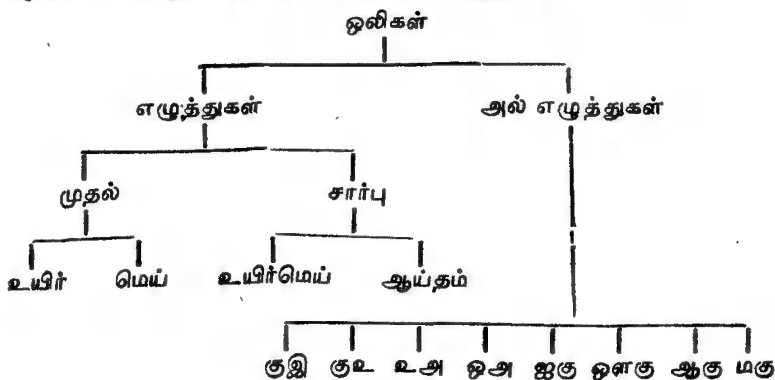 ஒலிகள்
எழுத்துகள் அல் எழுத்துகள்
முதல் சார்பு
உயிர் மெய் உயிர்மெய் ஆய்தம்
குஇ குஉ உஅ ஒஅ ஐகு ஔகு ஆகு மகு